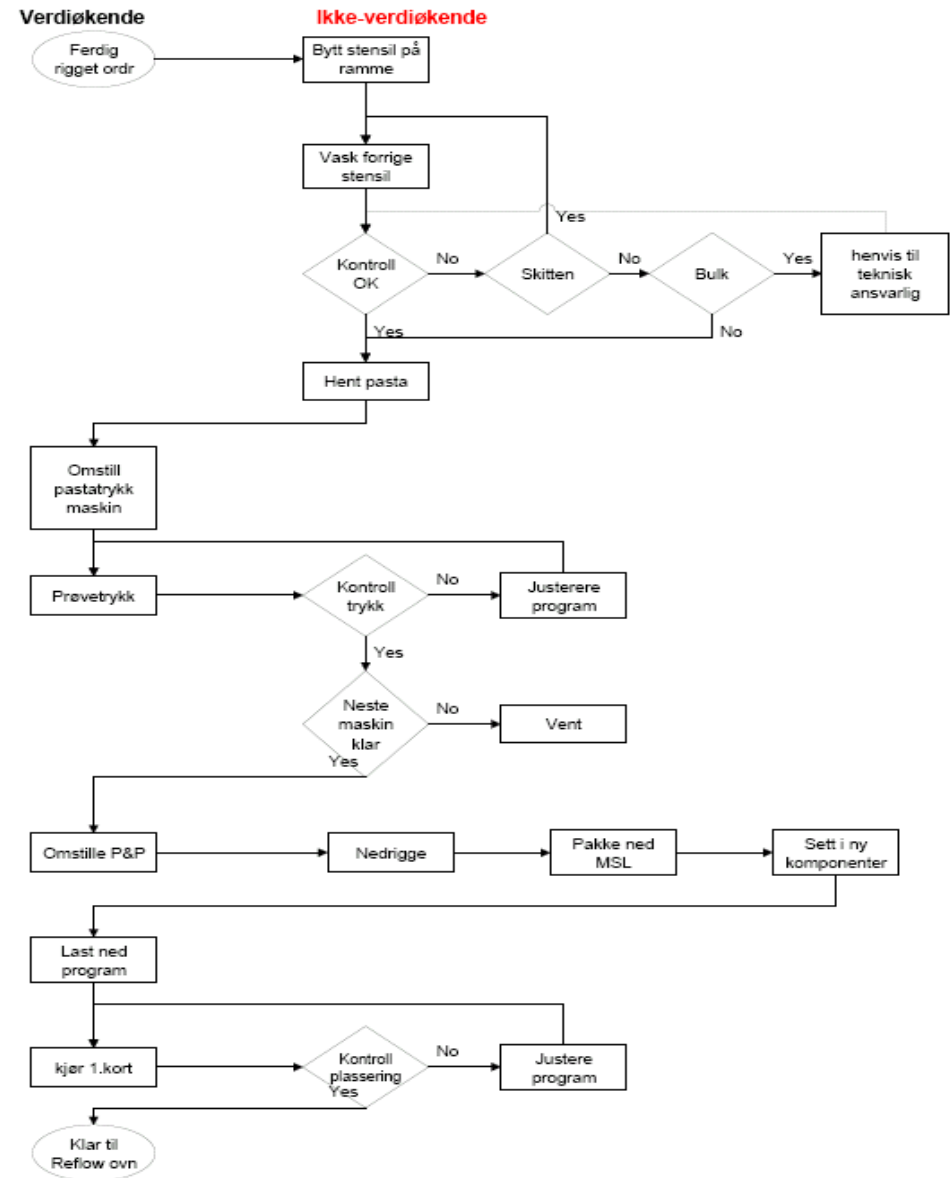 Verdiøkende
Ikke-verdiøkende
Ferdig
rigget ordr
Bytt stensil på
ramme
Vask forrige
stensil
Yes
Kontroll
OK
No
Skitten
No
Bulk
Yes
henvis til
teknisk
ansvarlig
Yes
No
Hent pasta
Omstill
pastatrykk
maskin
Prøvetrykk
Kontroll
trykk
No
Justerere
program
Yes
Neste
maskin
klar
No
Vent
Yes
Omstille P&P
Nedrigge
Pakke ned
MSL
Sett i ny
komponenter
Last ned
program
kjør 1.kort
Kontroll
plassering
No
Justere
program
Yes
Klar til
Reflow ovn